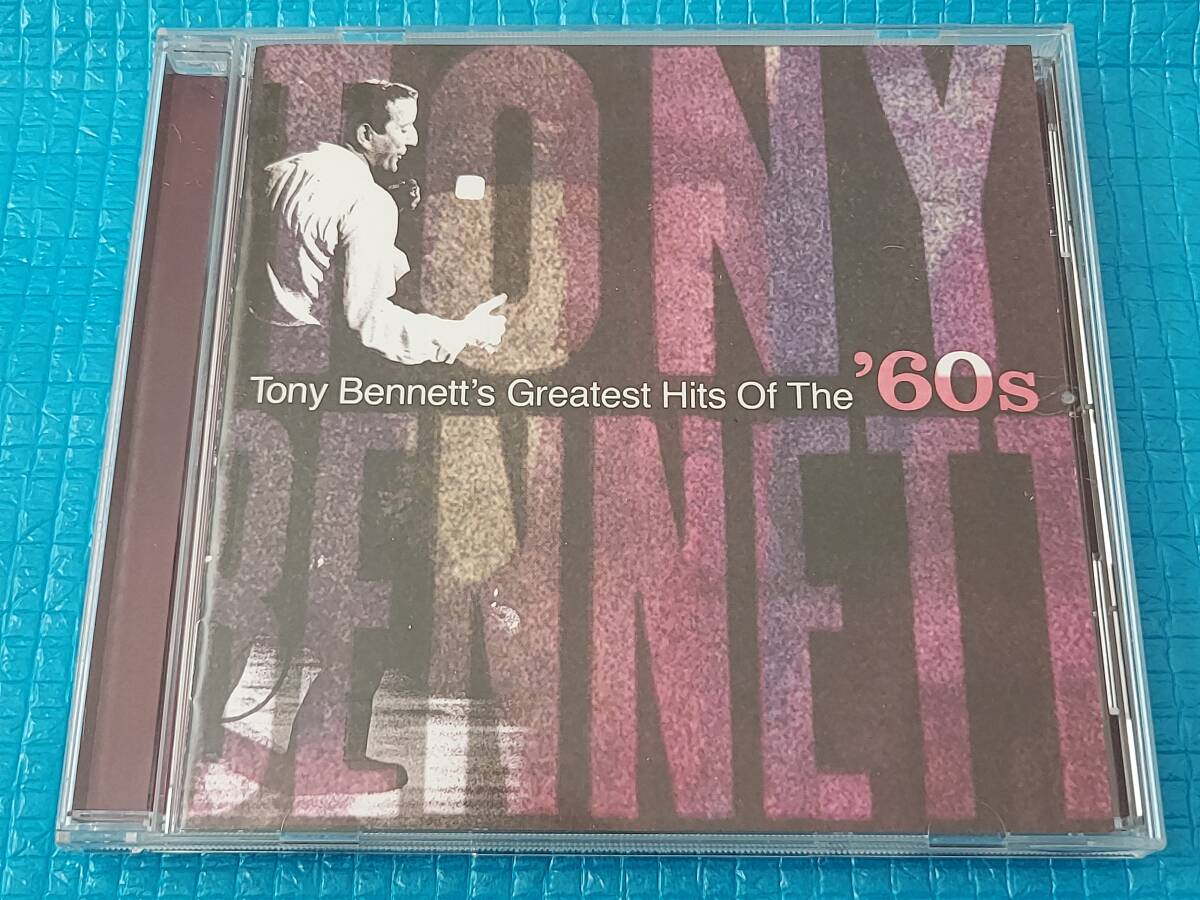 TONY
Tony Bennett's Greatest Hits Of The '60s
BENNETT